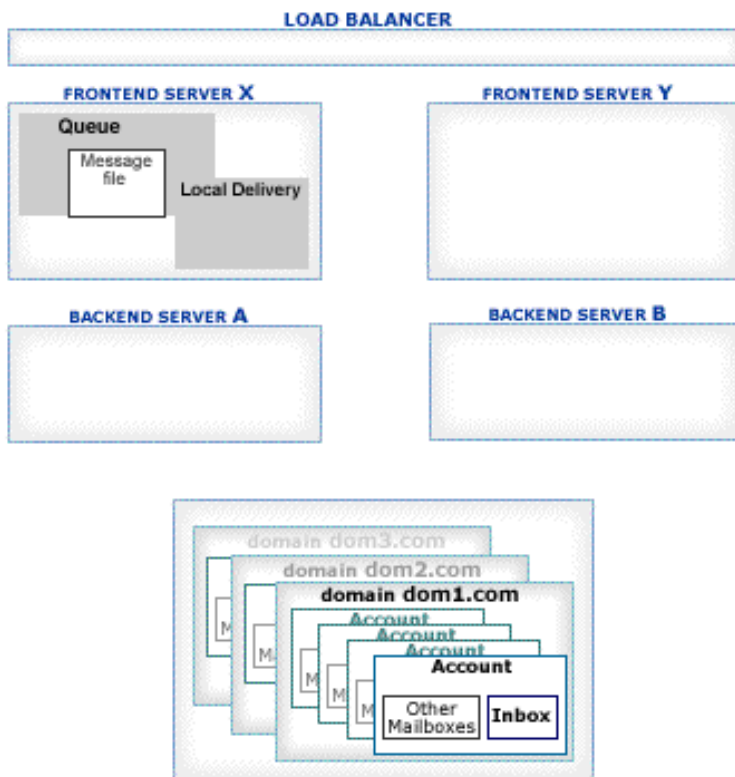 LOAD BALANCER
FRONTEND SERVER X
FRONTEND SERVER Y
Queue
Message
file
Local Delivery
BACKEND SERVER A
BACKEND SERVER B
domain dom3.com
domain dom2.com
domain dom1.com
Account
Account
Account
Account
M
Ma
M
M
M
Other
Mailboxes
Inbox